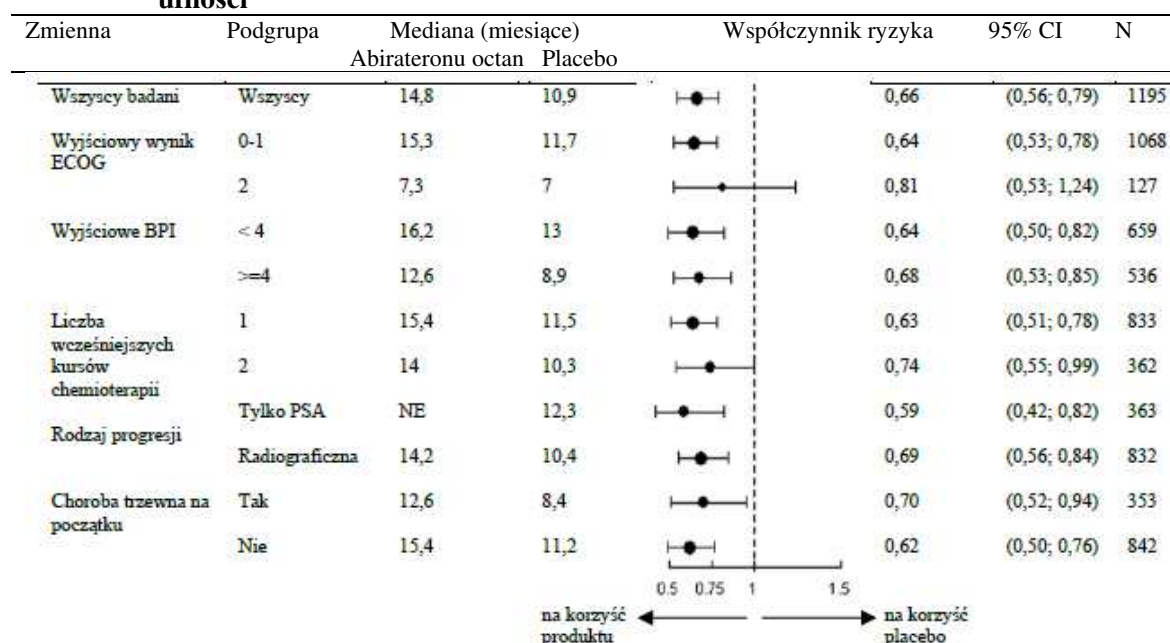 urności
Zmienna Podgrupa Mediana (miesiące) Współczynnik ryzyka 95% CI N
Abirateronu octan Placebo
Wszyscy badani Wszyscy 14,8 10,9 0,66 (0,56; 0,79) 1195
Wyjściowy wynik 0-1 15,3 11,7 0,64 (0,53; 0,78) 1068
ECOG
2 7,3 7 0,81 (0,53; 1,24) 127
Wyjściowe BPI < 4 16,2 13 0,64 (0,50; 0,82) 659
>=4 12,6 8,9 0,68 (0,53; 0,85) 536
Liczba 1 15,4 11,5 0,63 (0,51; 0,78) 833
wcześniejszych
kursów 2 14 10,3 0,74 (0,55; 0,99) 362
chemioterapii
Tylko PSA NE 12,3 0,59 (0,42; 0,82) 363
Rodzaj progresji
Radiograficzna 14,2 10,4 0,69 (0,56; 0,84) 832
Choroba trzewna na Tak 12,6 8,4 0,70 (0,52; 0,94) 353
początku
Nie 15,4 11,2 0,62 (0,50; 0,76) 842
0.5 0.75 1 1.5
na korzyść na korzyść
produktu placebo